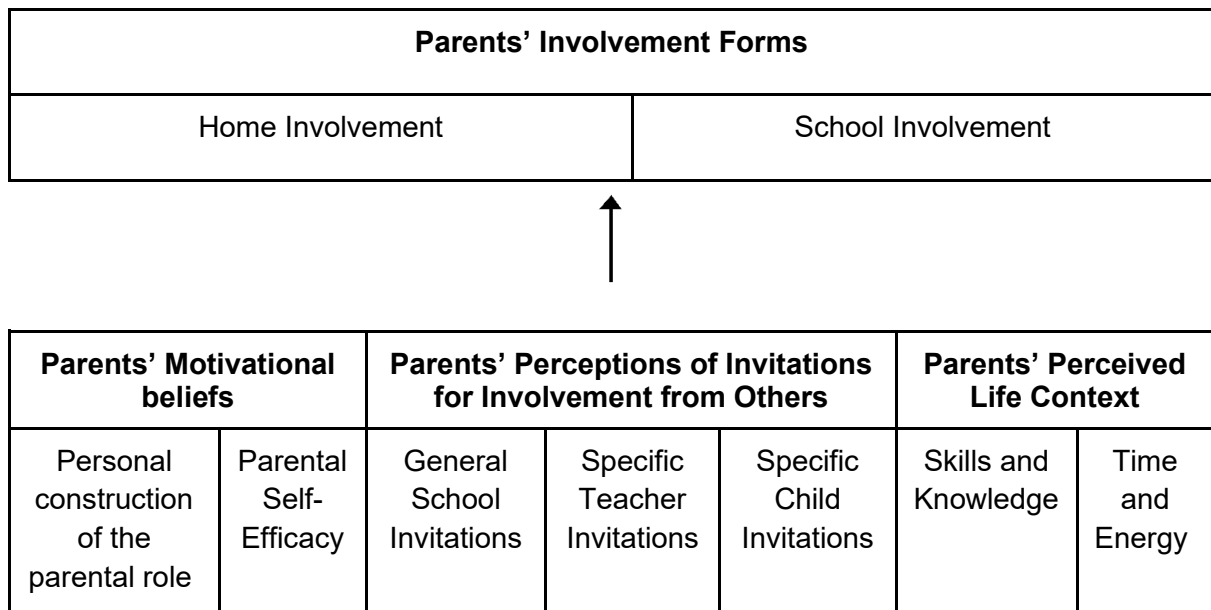 Parents’ Involvement Forms
Home Involvement
School Involvement
Parents’ Motivational
beliefs
Parents’ Perceptions of Invitations
for Involvement from Others
Parents’ Perceived
Life Context
Personal
construction
of the
parental role
Parental
Self-
Efficacy
General
School
Invitations
Specific
Teacher
Invitations
Specific
Child
Invitations
Skills and
Knowledge
Time
and
Energy